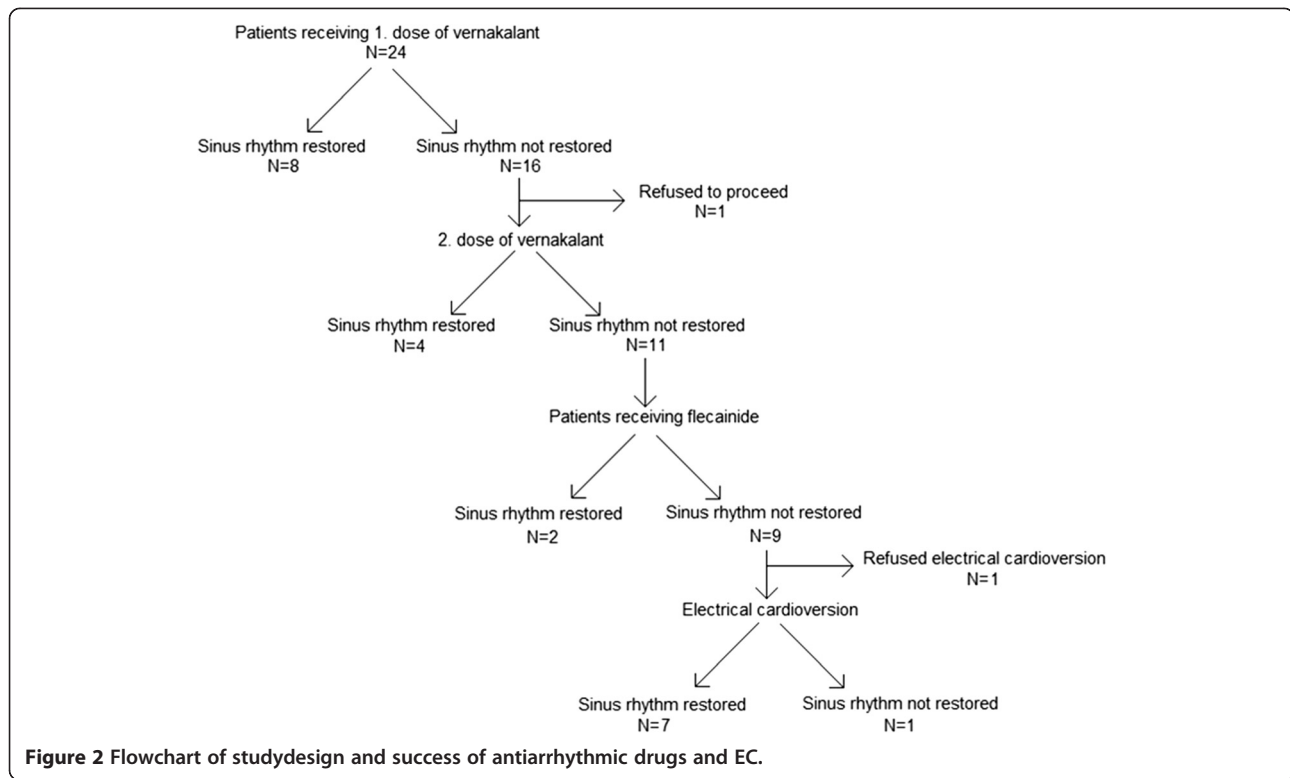 Patients receiving 1. dose of vernakalant
N=24
Sinus rhythm restored
N=8
Sinus rhythm not restored
N=16
Refused to proceed
N=1
2. dose of vernakalant
Sinus rhythm restored
N=4
Sinus rhythm not restored
N=11
Patients receiving flecainide
Sinus rhythm restored
N=2
Sinus rhythm not restored
N=9
Refused electrical cardioversion
N=1
Electrical cardioversion
Sinus rhythm restored
N=7
Sinus rhythm not restored
N=1
Figure 2 Flowchart of studydesign and success of antiarrhythmic drugs and EC.